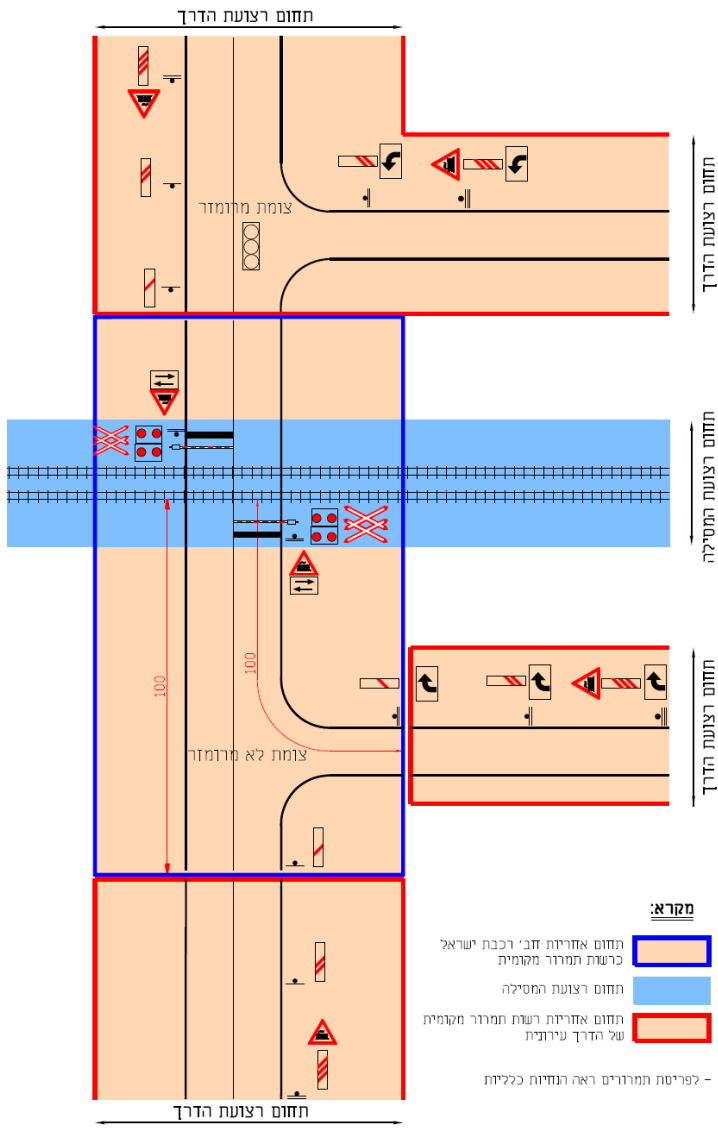 תחום רצועת הדרך
תחום רצועת הדרך
צומת מרומזר
תחום רצועת המסילה
100
100
תחום רצועת הדרך
צומת לא מרומזר
מקרא:
תחום אחריות חב' רכבת ישראל
כרשות תמרור מקומית
תחום רצועת המסילה
תחום אחריות רשות תמרור מקומית
של הדרך עירונית
- לפריסת תמרורים ראה הנחיות כלליות
תחום רצועת הדרך